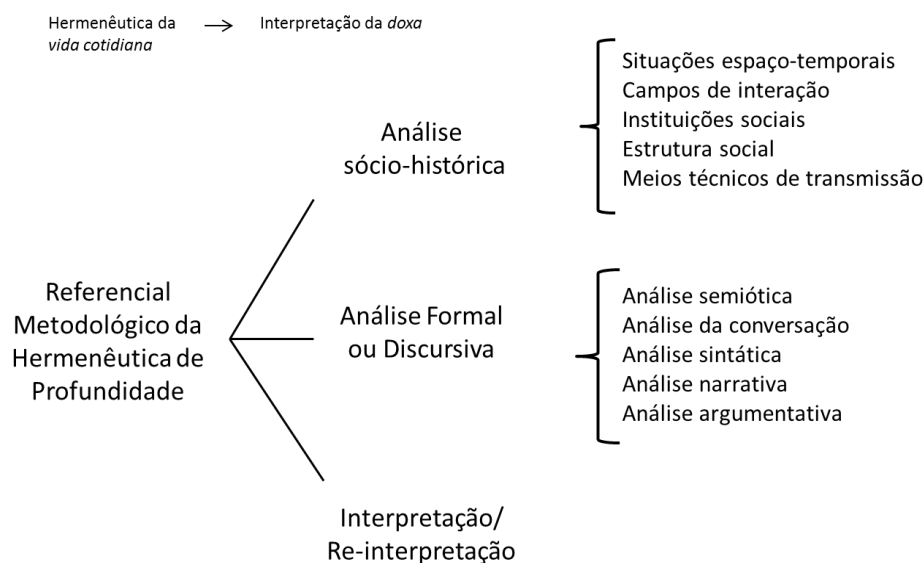 Hermenêutica da
vida cotidiana
Interpretação da doxa
Análise
sócio-histórica
Situações espaço-temporais
Campos de interação
Instituições sociais
Estrutura social
Meios técnicos de transmissão
Referencial
Metodológico da
Hermenêutica de
Profundidade
Análise Formal
ou Discursiva
Análise semiótica
Análise da conversação
Análise sintática
Análise narrativa
Análise argumentativa
Interpretação/
Re-interpretação